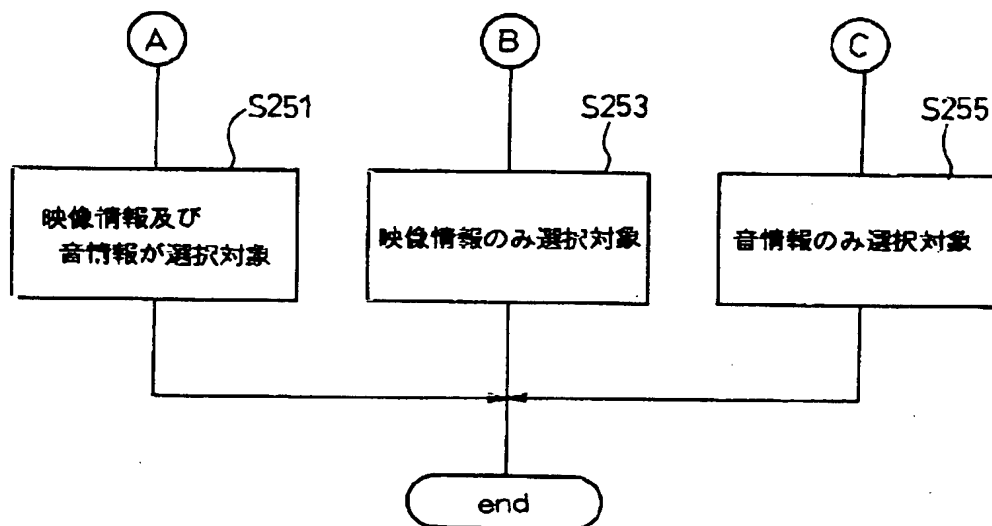 A
B
C
S251
S253
S255
映像情報及び
音情報が選択対象
映像情報のみ選択対象
音情報のみ選択対象
end